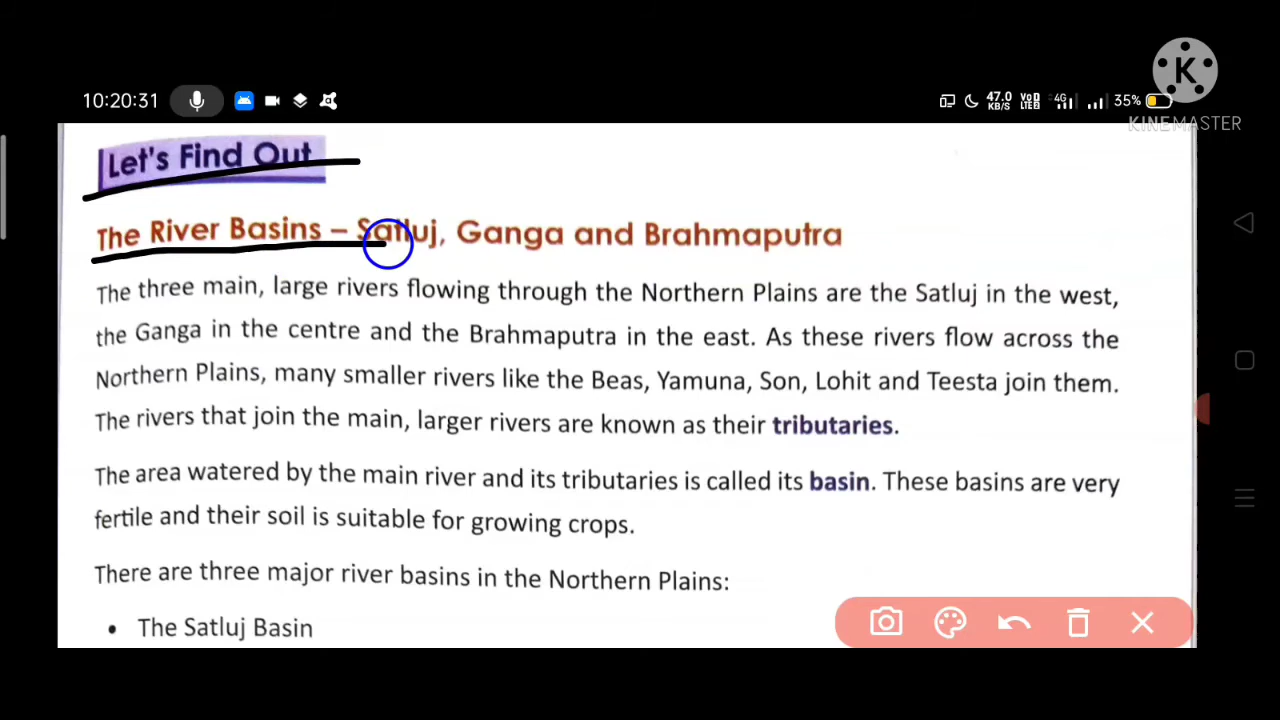 10:20:31
47.0 KB/S VoD LTE 4G 35%
K
KINEMASTER
Let's Find Out
The River Basins – Satluj, Ganga and Brahmaputra
The three main, large rivers flowing through the Northern Plains are the Satluj in the west,
the Ganga in the centre and the Brahmaputra in the east. As these rivers flow across the
Northern Plains, many smaller rivers like the Beas, Yamuna, Son, Lohit and Teesta join them.
The rivers that join the main, larger rivers are known as their tributaries.
The area watered by the main river and its tributaries is called its basin. These basins are very
fertile and their soil is suitable for growing crops.
There are three major river basins in the Northern Plains:
• The Satluj Basin